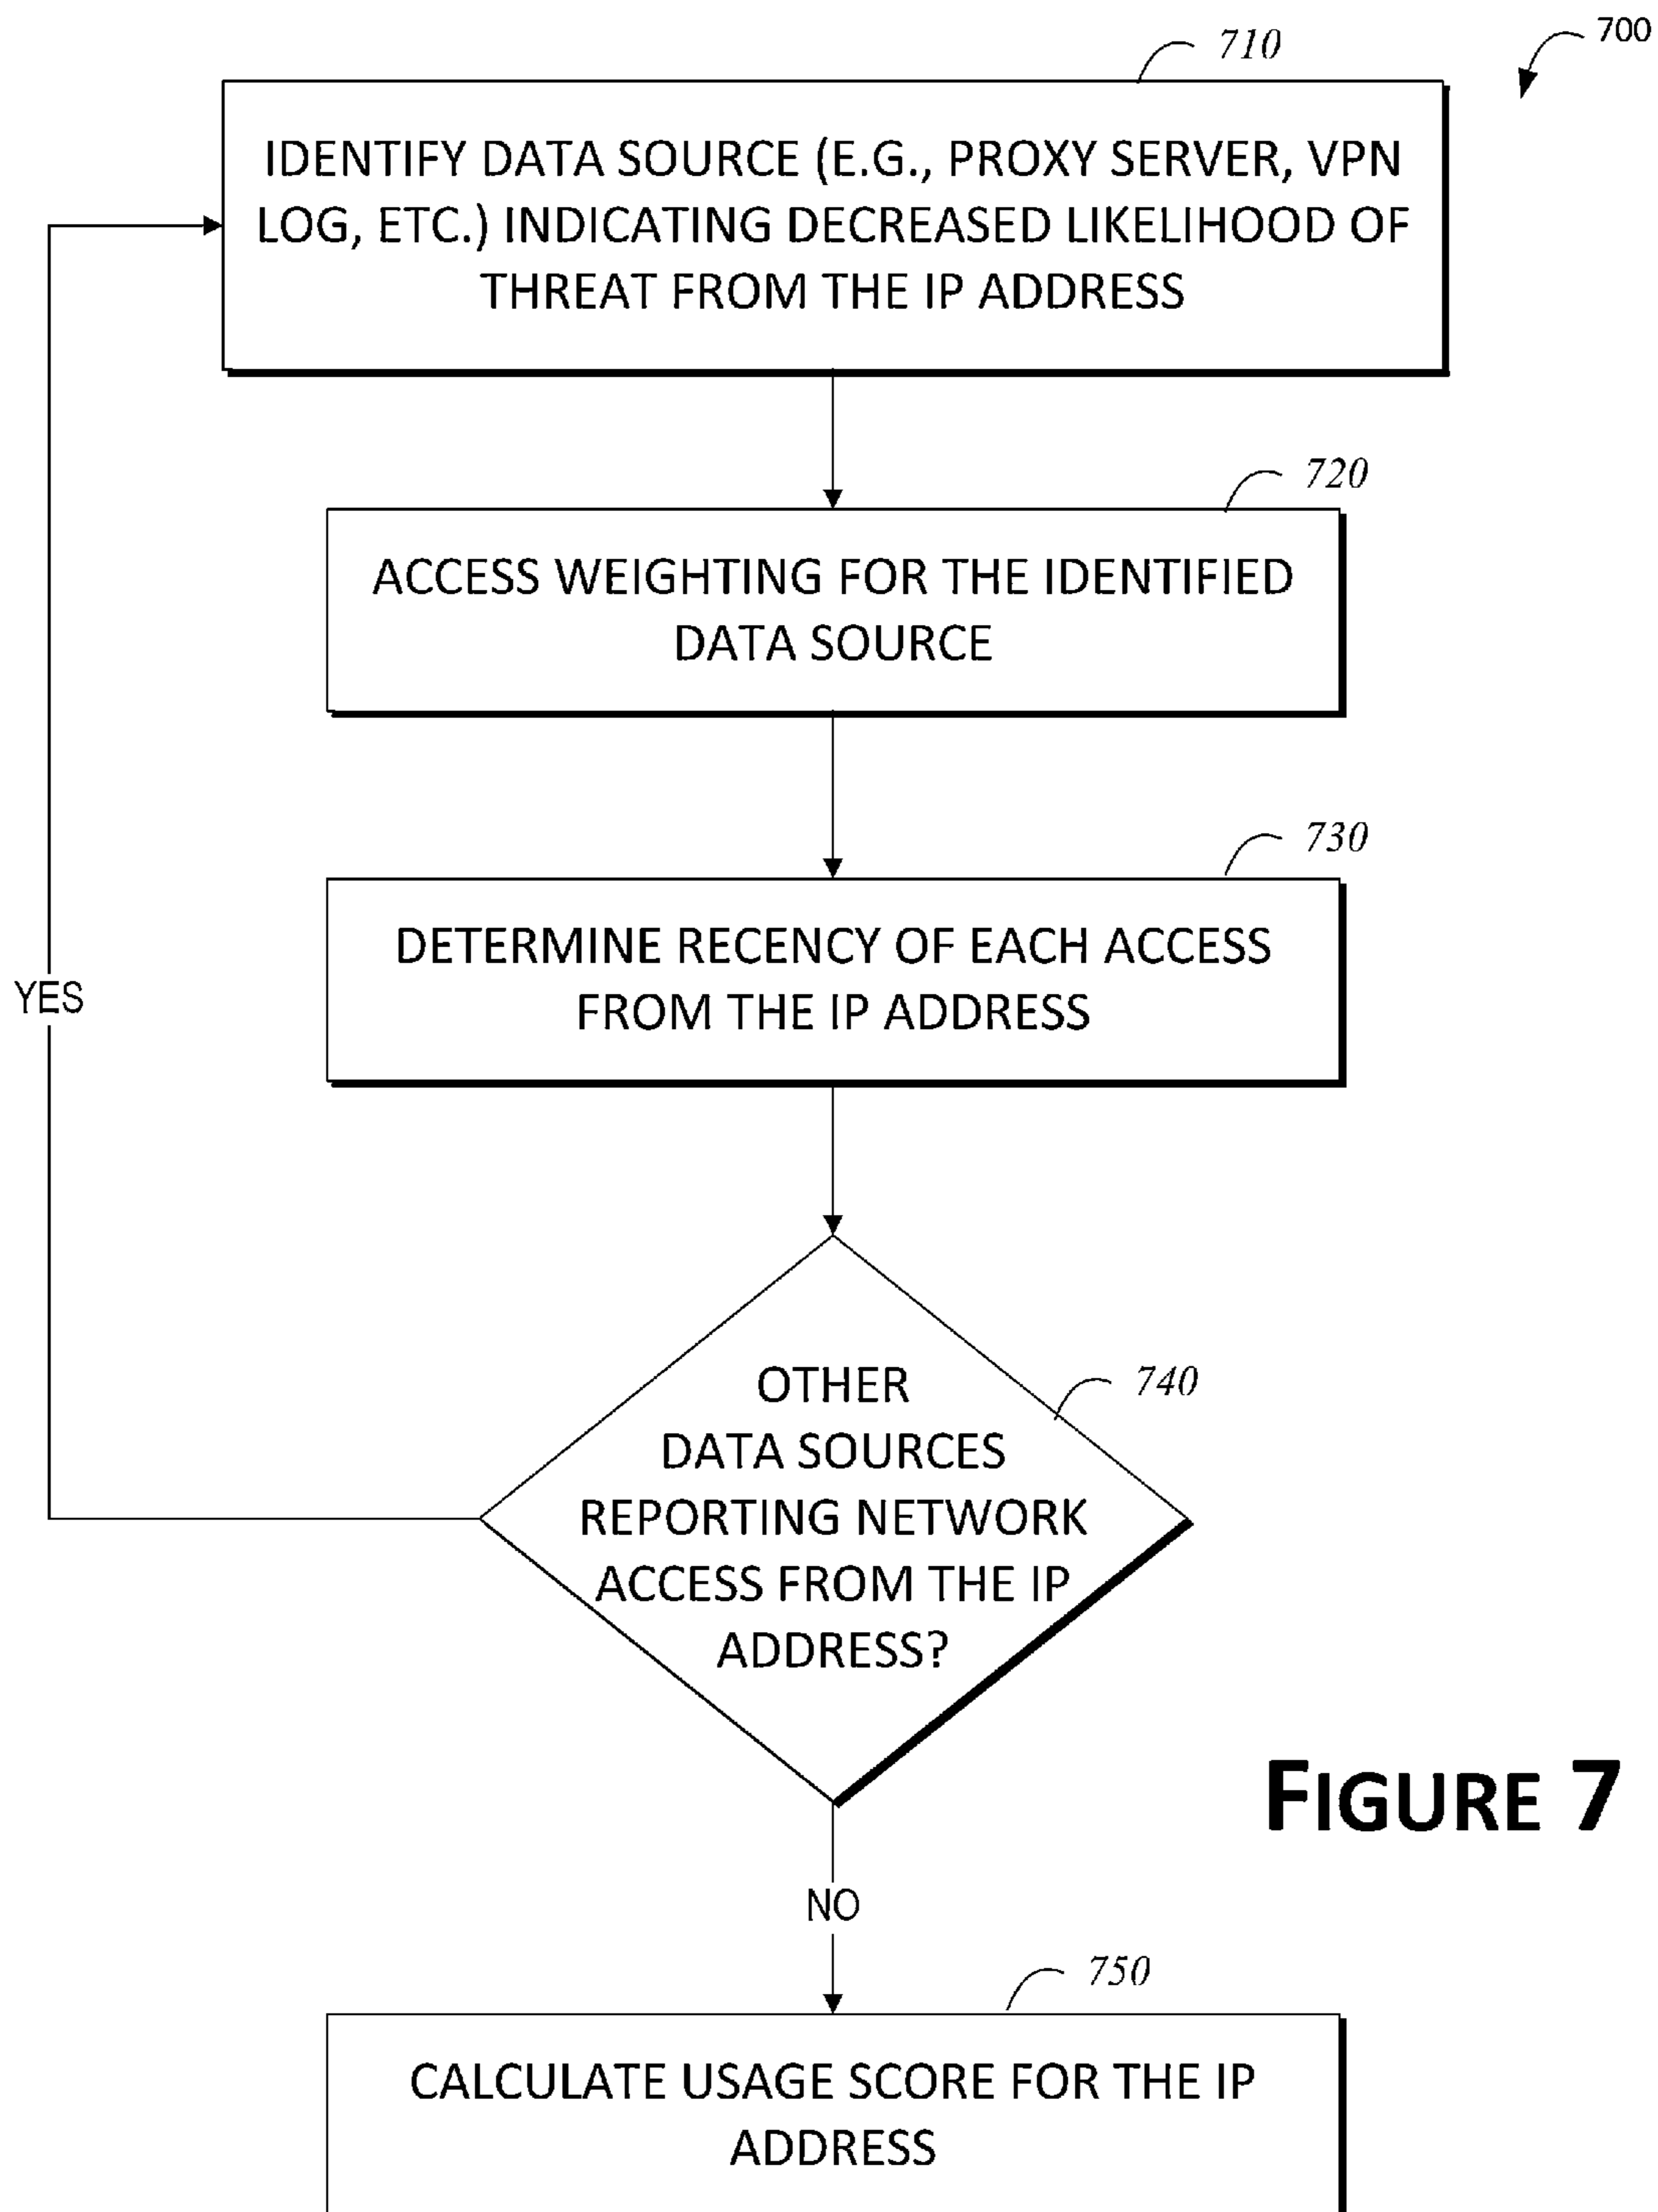 700
710
IDENTIFY DATA SOURCE (E.G., PROXY SERVER, VPN
LOG, ETC.) INDICATING DECREASED LIKELIHOOD OF
THREAT FROM THE IP ADDRESS
720
ACCESS WEIGHTING FOR THE IDENTIFIED
DATA SOURCE
730
DETERMINE RECENCY OF EACH ACCESS
FROM THE IP ADDRESS
YES
740
OTHER
DATA SOURCES
REPORTING NETWORK
ACCESS FROM THE IP
ADDRESS?
FIGURE 7
NO
750
CALCULATE USAGE SCORE FOR THE IP
ADDRESS